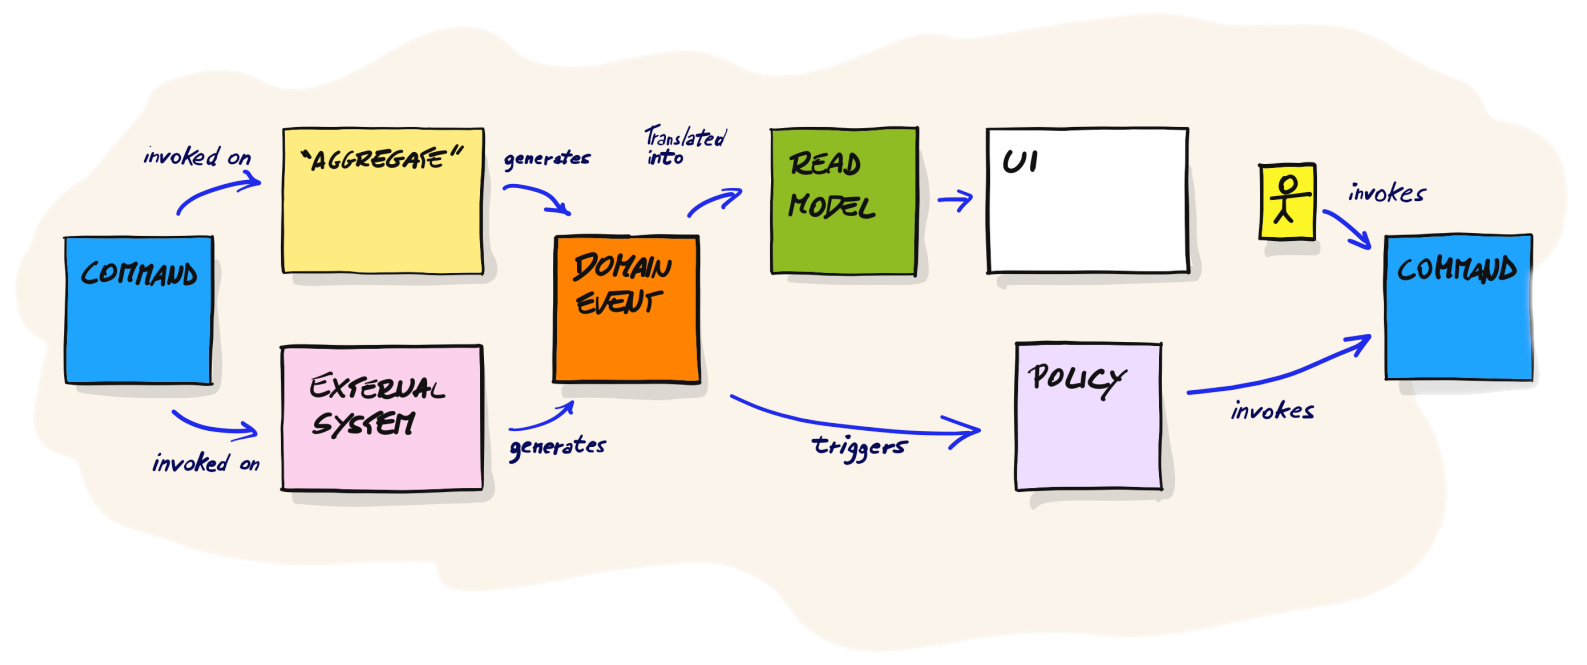 invoked on
"AGGREGATE"
generates
Translated
into
READ
MODEL
UI
invokes
COMMAND
DOMAIN
EVENT
COMMAND
EXTERNAL
SYSTEM
POLICY
invoked on
generates
triggers
invokes